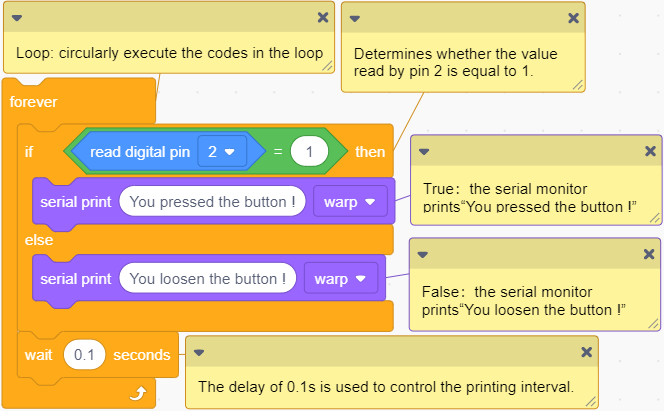 Loop: circularly execute the codes in the loop
Determines whether the value
read by pin 2 is equal to 1.
forever
if read digital pin 2 = 1 then
serial print You pressed the button ! warp
True: the serial monitor
prints“You pressed the button !”
else
serial print You loosen the button ! warp
False: the serial monitor
prints“You loosen the button !”
wait 0.1 seconds
The delay of 0.1s is used to control the printing interval.